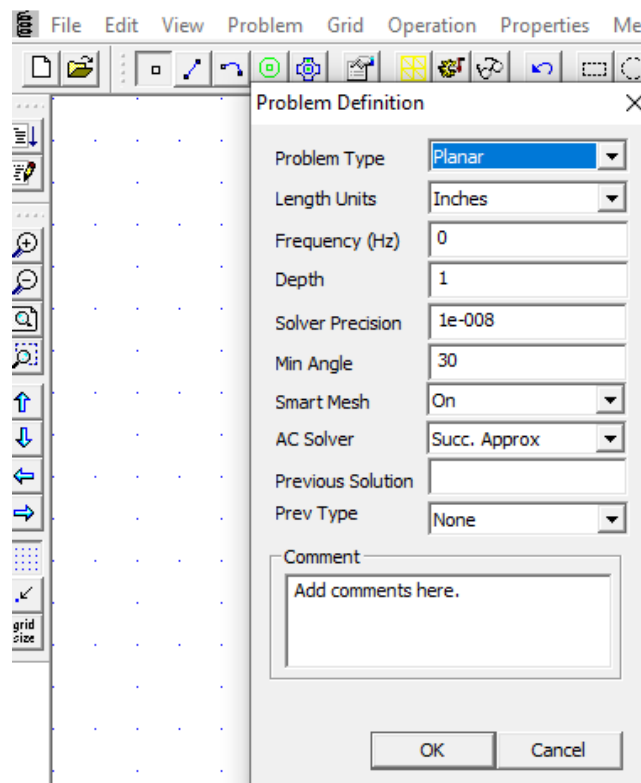 File Edit View Problem Grid Operation Properties Me
Problem Definition
Problem Type Planar
Length Units Inches
Frequency (Hz) 0
Depth 1
Solver Precision 1e-008
Min Angle 30
Smart Mesh On
AC Solver Succ. Approx
Previous Solution
Prev Type None
Comment
Add comments here.
grid
size
OK Cancel